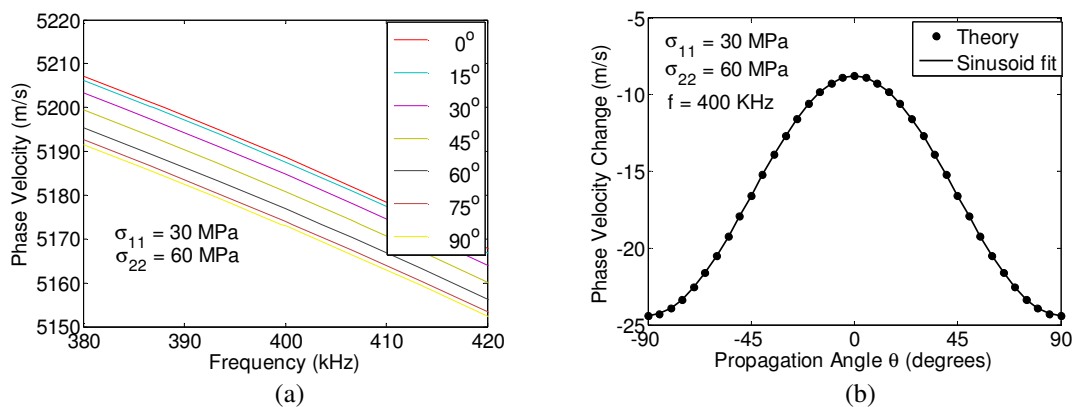 5220
5210
5200
5190
5180
5170
5160
5150
Phase Velocity (m/s)
380
390
400
410
420
Frequency (kHz)
0°
15°
30°
45°
60°
75°
90°
σ11 = 30 MPa
σ22 = 60 MPa
(a)
-5
-10
-15
-20
-25
Phase Velocity Change (m/s)
-90
-45
0
45
90
Propagation Angle θ (degrees)
σ11 = 30 MPa
σ22 = 60 MPa
f = 400 KHz
Theory
Sinusoid fit
(b)